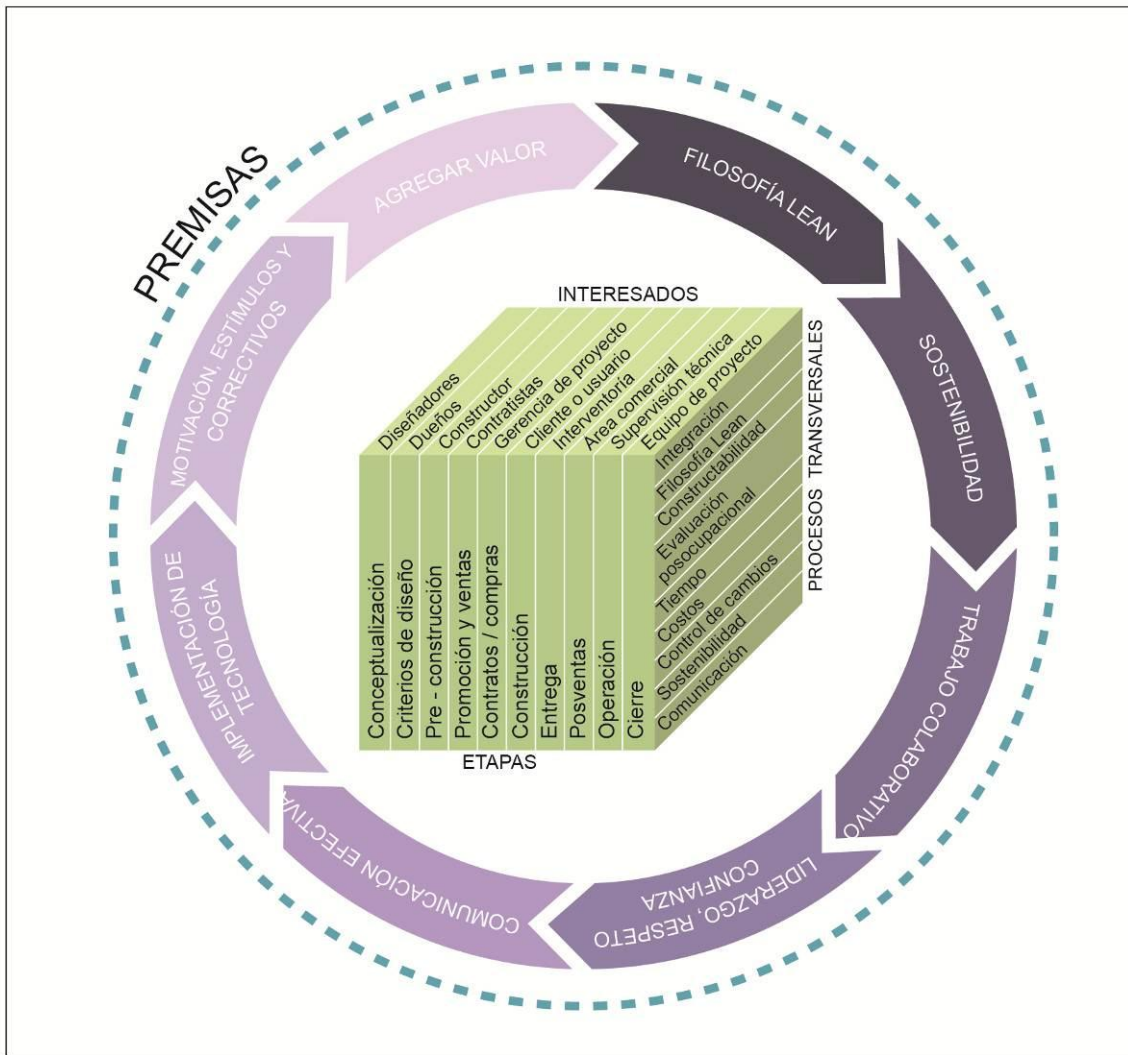 PREMISAS
AGREGAR VALOR
FILOSOFÍA LEAN
SOSTENIBILIDAD
TRABAJO COLABORATIVO
LIDERAZGO, RESPETO
CONFIANZA
COMUNICACIÓN EFECTIVA
IMPLEMENTACIÓN DE
TECNOLOGÍA
MOTIVACIÓN, ESTÍMULOS Y
CORRECTIVOS
INTERESADOS
Diseñadores
Dueños
Constructor
Contratistas
Gerencia de proyecto
Cliente o usuario
Interventoría
Area comercial
Supervisión técnica
Equipo de proyecto
PROCESOS TRANSVERSALES
Integración
Filosofía Lean
Constructabilidad
Evaluación
posocupacional
Tiempo
Costos
Control de cambios
Sostenibilidad
Comunicación
Conceptualización
Criterios de diseño
Pre - construcción
Promoción y ventas
Contratos / compras
Construcción
Entrega
Posventas
Operación
Cierre
ETAPAS